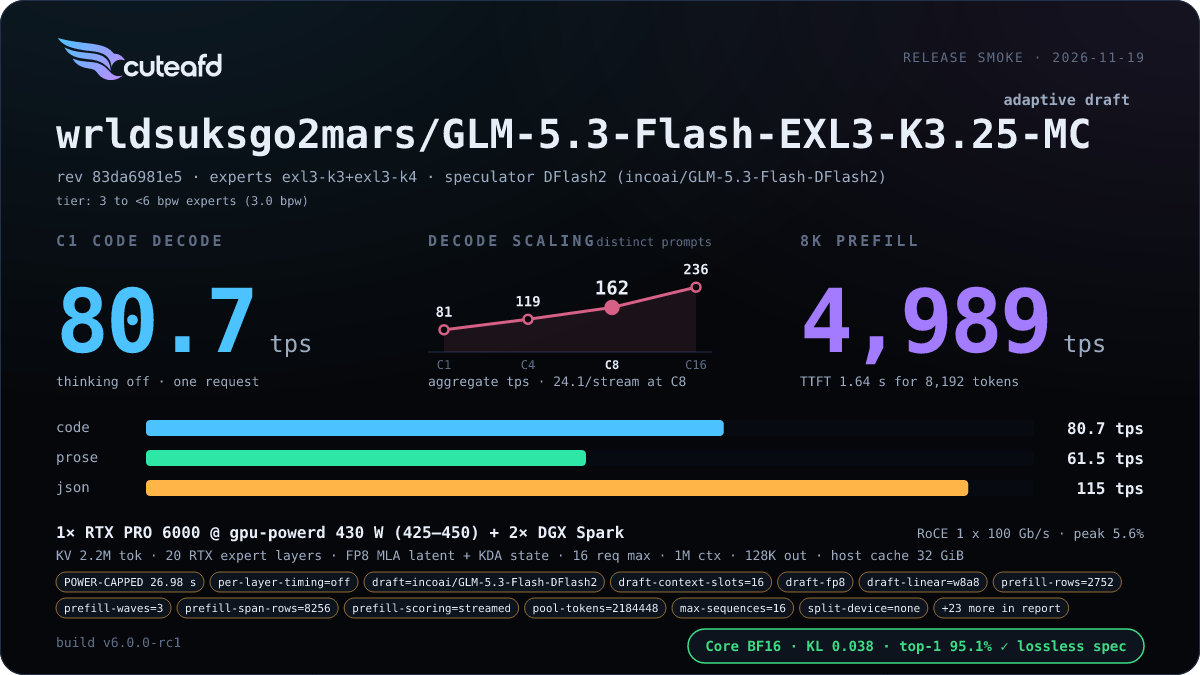 cuteafd
RELEASE SMOKE · 2026-11-19
adaptive draft
wrldsuksgo2mars/GLM-5.3-Flash-EXL3-K3.25-MC
rev 83da6981e5 · experts exl3-k3+exl3-k4 · speculator DFlash2 (incoai/GLM-5.3-Flash-DFlash2)
tier: 3 to <6 bpw experts (3.0 bpw)
C1 CODE DECODE
80.7 tps
thinking off · one request
DECODE SCALING distinct prompts
81 119 162 236
C1 C4 C8 C16
aggregate tps · 24.1/stream at C8
8K PREFILL
4,989 tps
TTFT 1.64 s for 8,192 tokens
code 80.7 tps
prose 61.5 tps
json 115 tps
1× RTX PRO 6000 @ gpu-powerd 430 W (425–450) + 2× DGX Spark
RoCE 1 x 100 Gb/s · peak 5.6%
KV 2.2M tok · 20 RTX expert layers · FP8 MLA latent + KDA state · 16 req max · 1M ctx · 128K out · host cache 32 GiB
POWER-CAPPED 26.98 s per-layer-timing=off draft=incoai/GLM-5.3-Flash-DFlash2 draft-context-slots=16 draft-fp8 draft-linear=w8a8 prefill-rows=2752
prefill-waves=3 prefill-span-rows=8256 prefill-scoring=streamed pool-tokens=2184448 max-sequences=16 split-device=none +23 more in report
build v6.0.0-rc1
Core BF16 · KL 0.038 · top-1 95.1% ✓ lossless spec